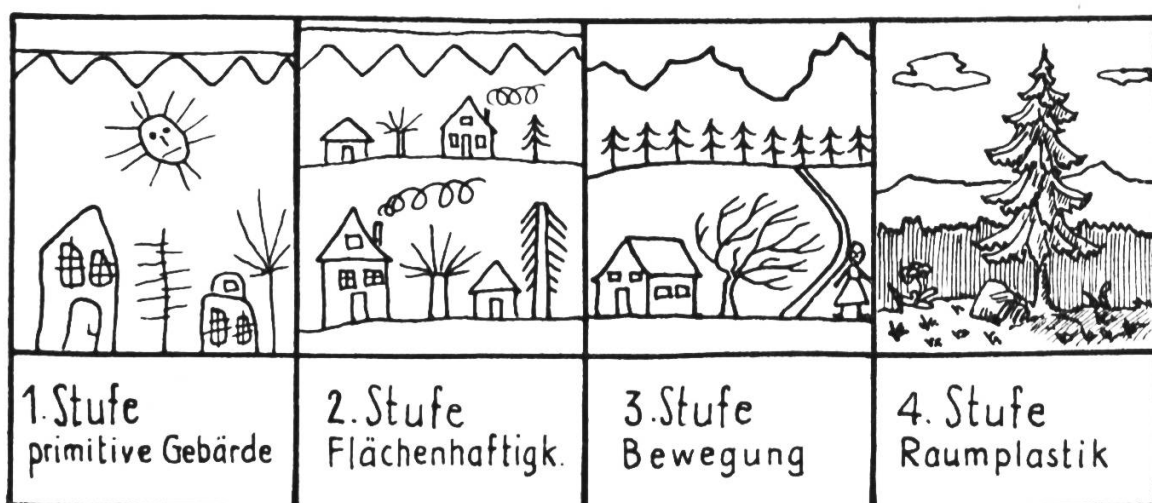 1. Stufe
primitive Gebärde
2. Stufe
Flächenhaftigk.
3. Stufe
Bewegung
4. Stufe
Raumplastik